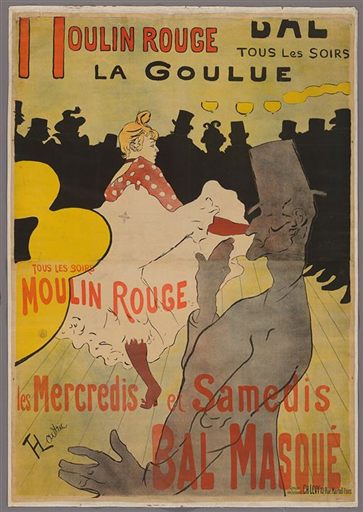 MOULIN ROUGE BAL
TOUS LES SOIRS
LA GOULUE
TOUS LES SOIRS
MOULIN ROUGE
les Mercredis et Samedis
BAL MASQUÉ
HTLautrec